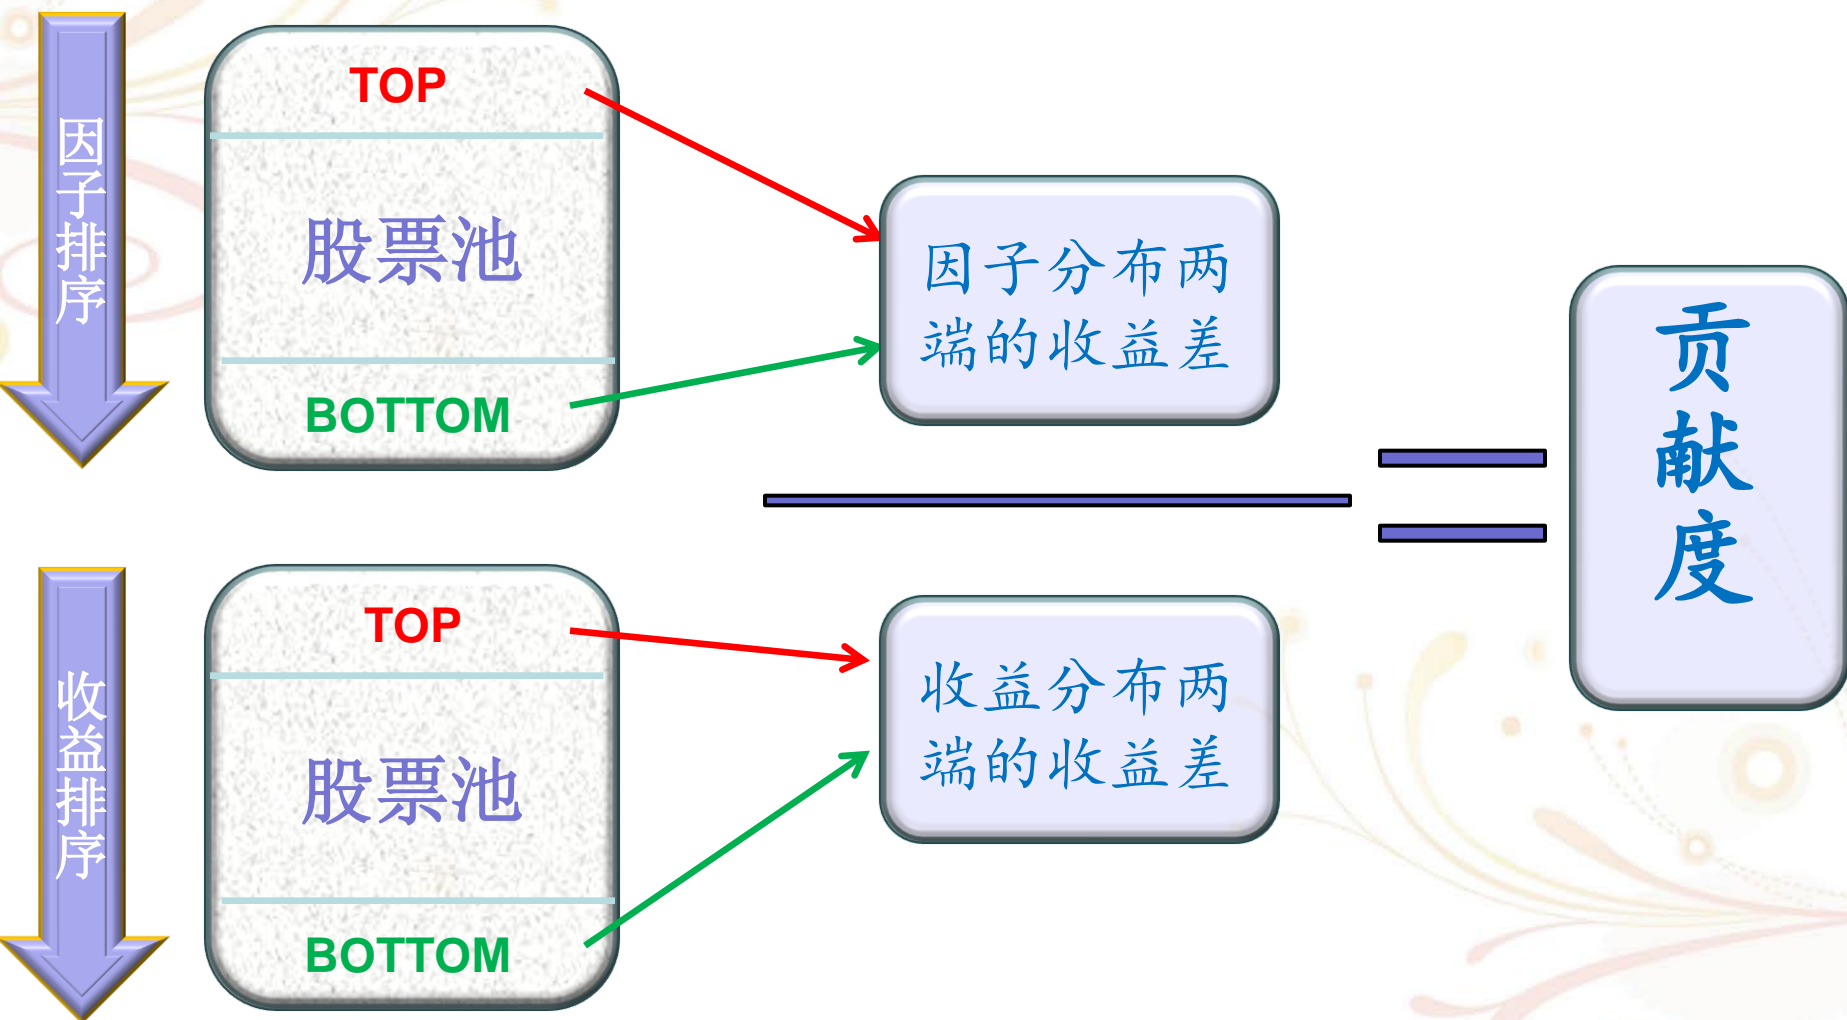 因子排序
TOP
股票池
BOTTOM
因子分布两
端的收益差
收益排序
TOP
股票池
BOTTOM
收益分布两
端的收益差
贡献度